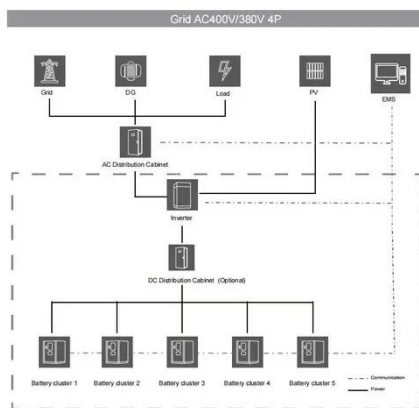 Grid AC400V/380V 4P
Grid
DG
Load
PV
EMS
AC Distribution Cabinet
Inverter
DC Distribution Cabinet (Optional)
Battery cluster 1
Battery cluster 2
Battery cluster 3
Battery cluster 4
Battery cluster 5
Communication
Power